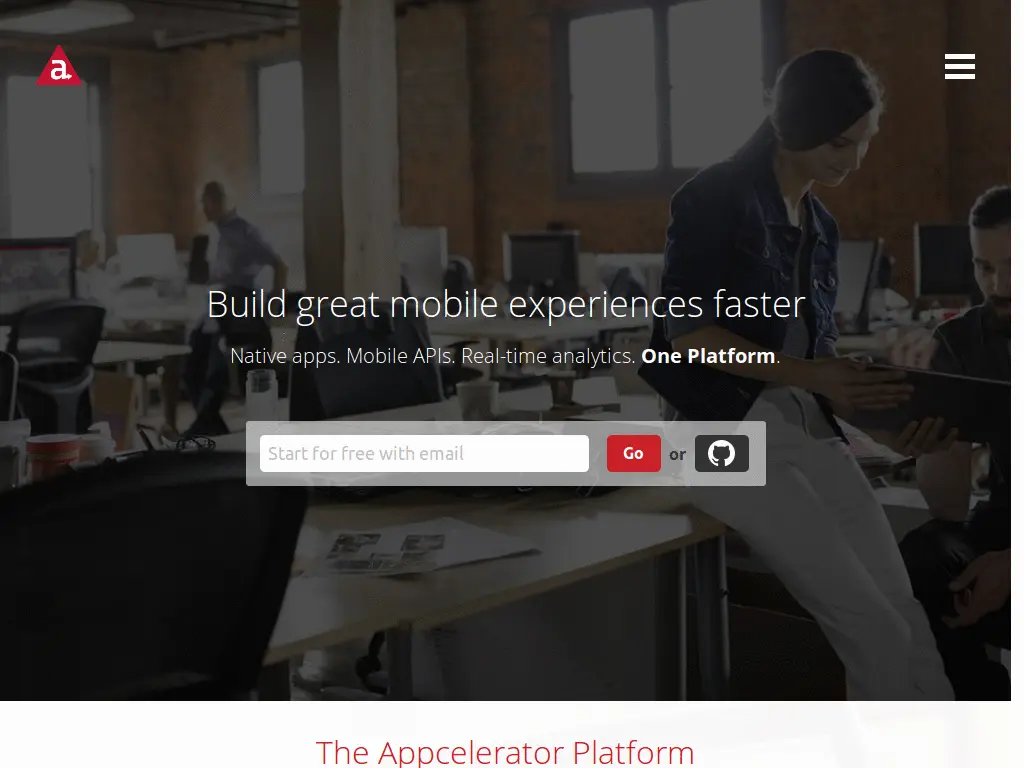 a
Build great mobile experiences faster
Native apps. Mobile APIs. Real-time analytics. One Platform.
Start for free with email
Go
or
The Appcelerator Platform